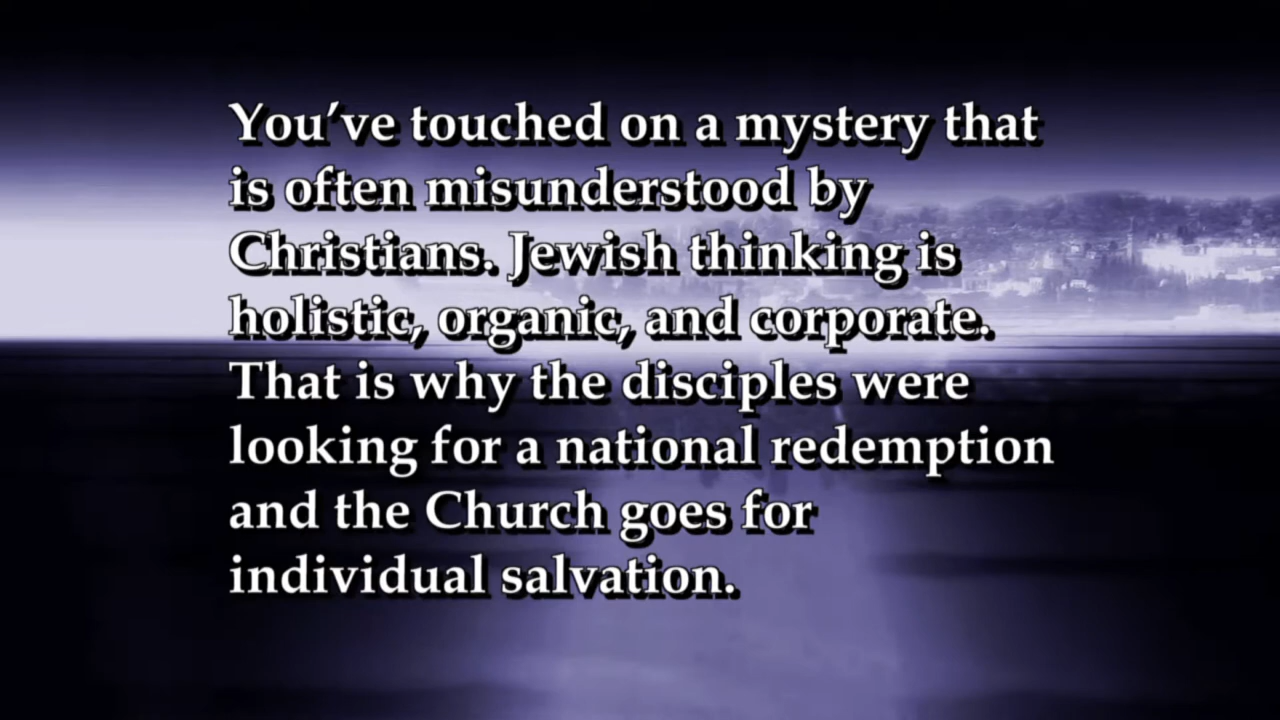 You’ve touched on a mystery that
is often misunderstood by
Christians. Jewish thinking is
holistic, organic, and corporate.
That is why the disciples were
looking for a national redemption
and the Church goes for
individual salvation.